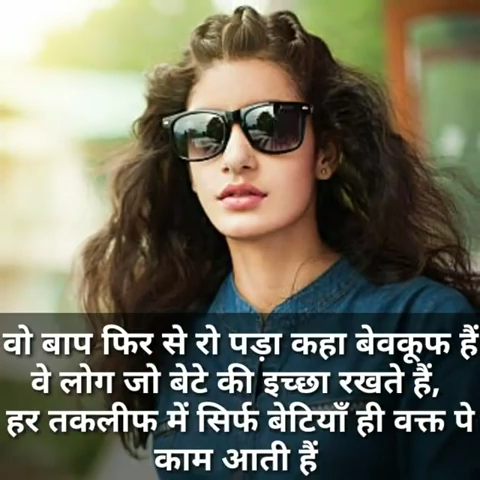 वो बाप फिर से रो पड़ा कहा बेवकूफ हैं
वे लोग जो बेटे की इच्छा रखते हैं,
हर तकलीफ में सिर्फ बेटियाँ ही वक्त पे
काम आती हैं